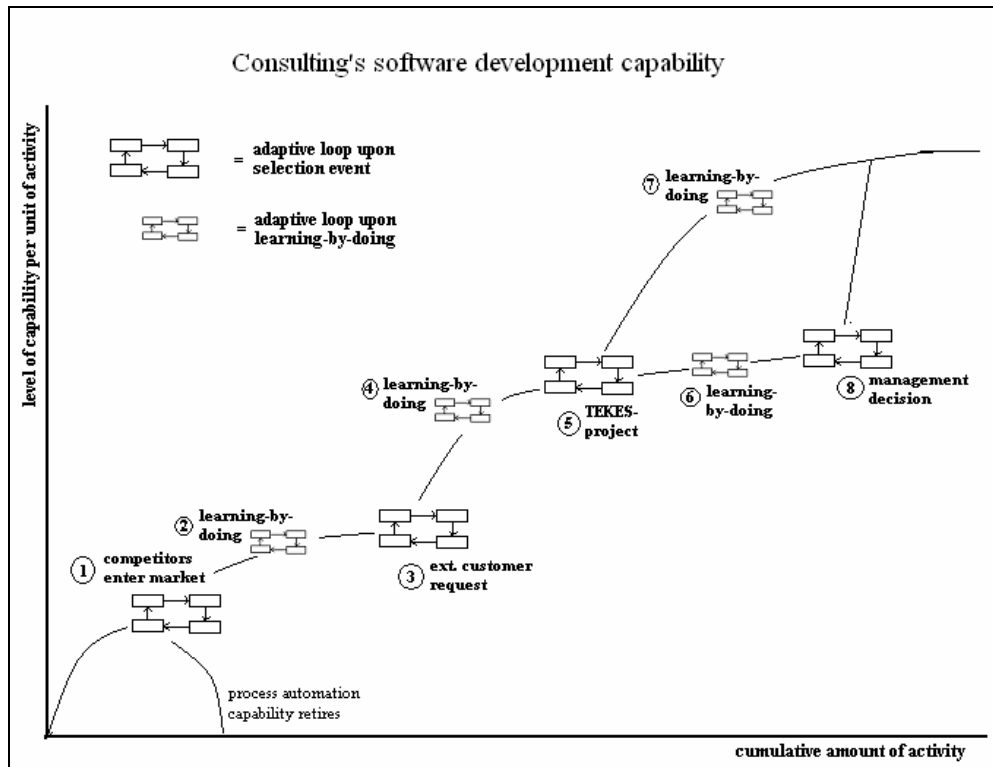 Consulting's software development capability
level of capability per unit of activity
= adaptive loop upon
selection event
= adaptive loop upon
learning-by-doing
7 learning-by-
doing
4 learning-by-
doing
5 TEKES-
project
6 learning-
by-doing
8 management
decision
2 learning-by-
doing
3 ext. customer
request
1 competitors
enter market
process automation
capability retires
cumulative amount of activity